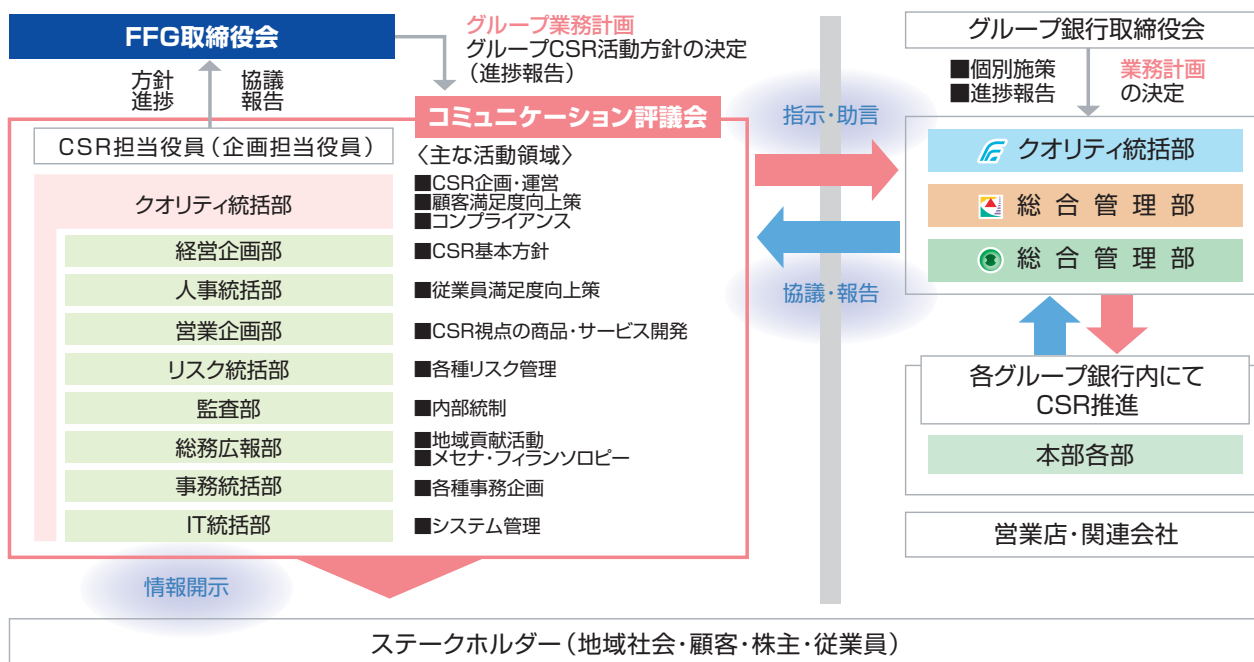 FFG取締役会
グループ業務計画
グループCSR活動方針の決定
(進捗報告)
方針
進捗
協議
報告
コミュニケーション評議会
CSR担当役員(企画担当役員)
〈主な活動領域〉
クオリティ統括部
■CSR企画・運営
■顧客満足度向上策
■コンプライアンス
経営企画部
■CSR基本方針
人事統括部
■従業員満足度向上策
営業企画部
■CSR視点の商品・サービス開発
リスク統括部
■各種リスク管理
監査部
■内部統制
総務広報部
■地域貢献活動
■メセナ・フィランソロピー
事務統括部
■各種事務企画
IT統括部
■システム管理
情報開示
指示・助言
協議・報告
グループ銀行取締役会
■個別施策
■進捗報告
業務計画
の決定
クオリティ統括部
総合管理部
総合管理部
各グループ銀行内にて
CSR推進
本部各部
営業店・関連会社
ステークホルダー(地域社会・顧客・株主・従業員)